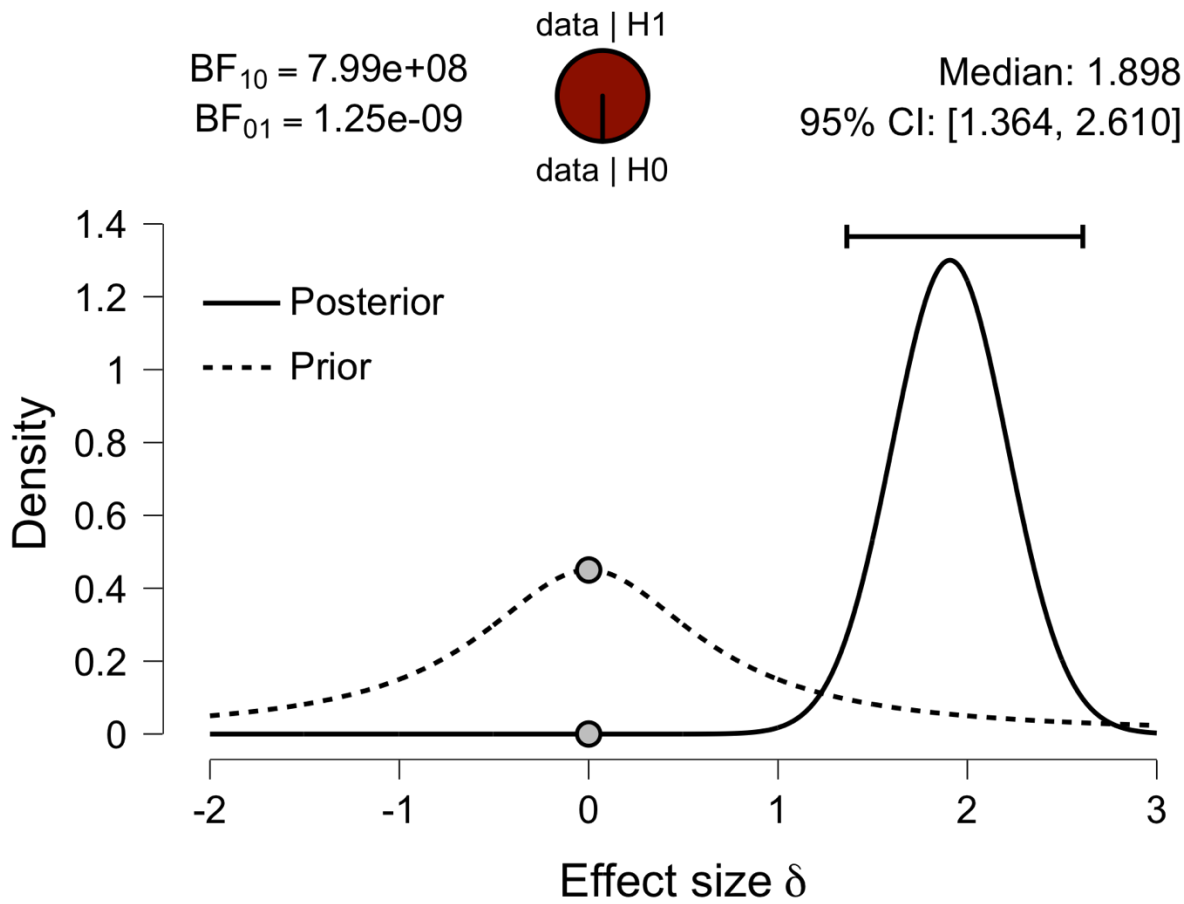 data | H1
BF₁₀ = 7.99e+08
BF₀₁ = 1.25e-09
Median: 1.898
95% CI: [1.364, 2.610]
data | H0
1.4
1.2
1
0.8
0.6
0.4
0.2
0
Density
Posterior
Prior
-2 -1 0 1 2 3
Effect size δ